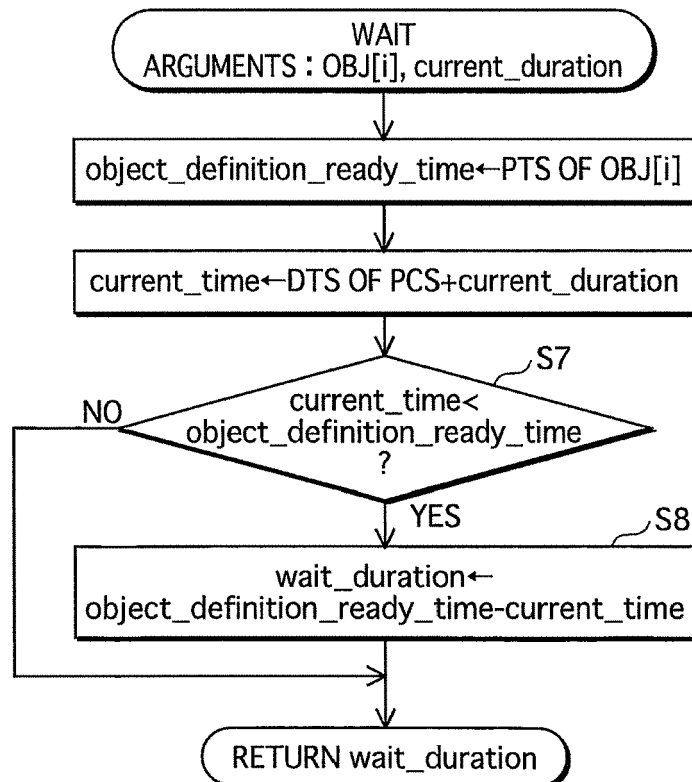 WAIT
ARGUMENTS : OBJ[i], current_duration
object_definition_ready_time←PTS OF OBJ[i]
current_time←DTS OF PCS+current_duration
S7
NO
current_time<
object_definition_ready_time
?
YES
S8
wait_duration←
object_definition_ready_time-current_time
RETURN wait_duration